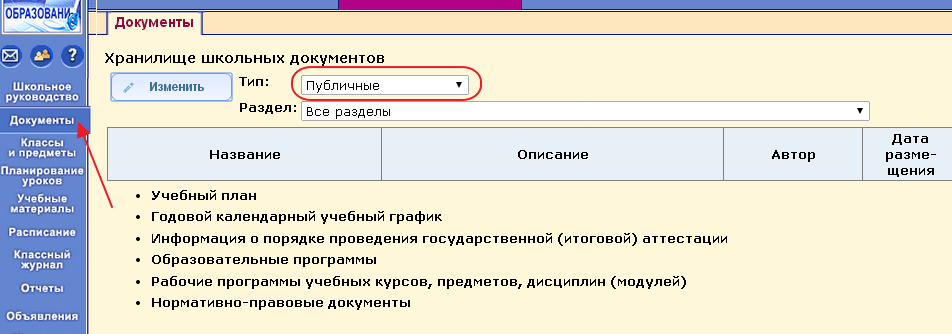 ОБРАЗОВАНИ
Документы
Хранилище школьных документов
Изменить
Тип:
Публичные
Раздел:
Все разделы
Название
Описание
Автор
Дата
разме-
щения
• Учебный план
• Годовой календарный учебный график
• Информация о порядке проведения государственной (итоговой) аттестации
• Образовательные программы
• Рабочие программы учебных курсов, предметов, дисциплин (модулей)
• Нормативно-правовые документы
?
Школьное
руководство
Документы
Классы
и предметы
Планирование
уроков
Учебные
материалы
Расписание
Классный
журнал
Отчеты
Объявления